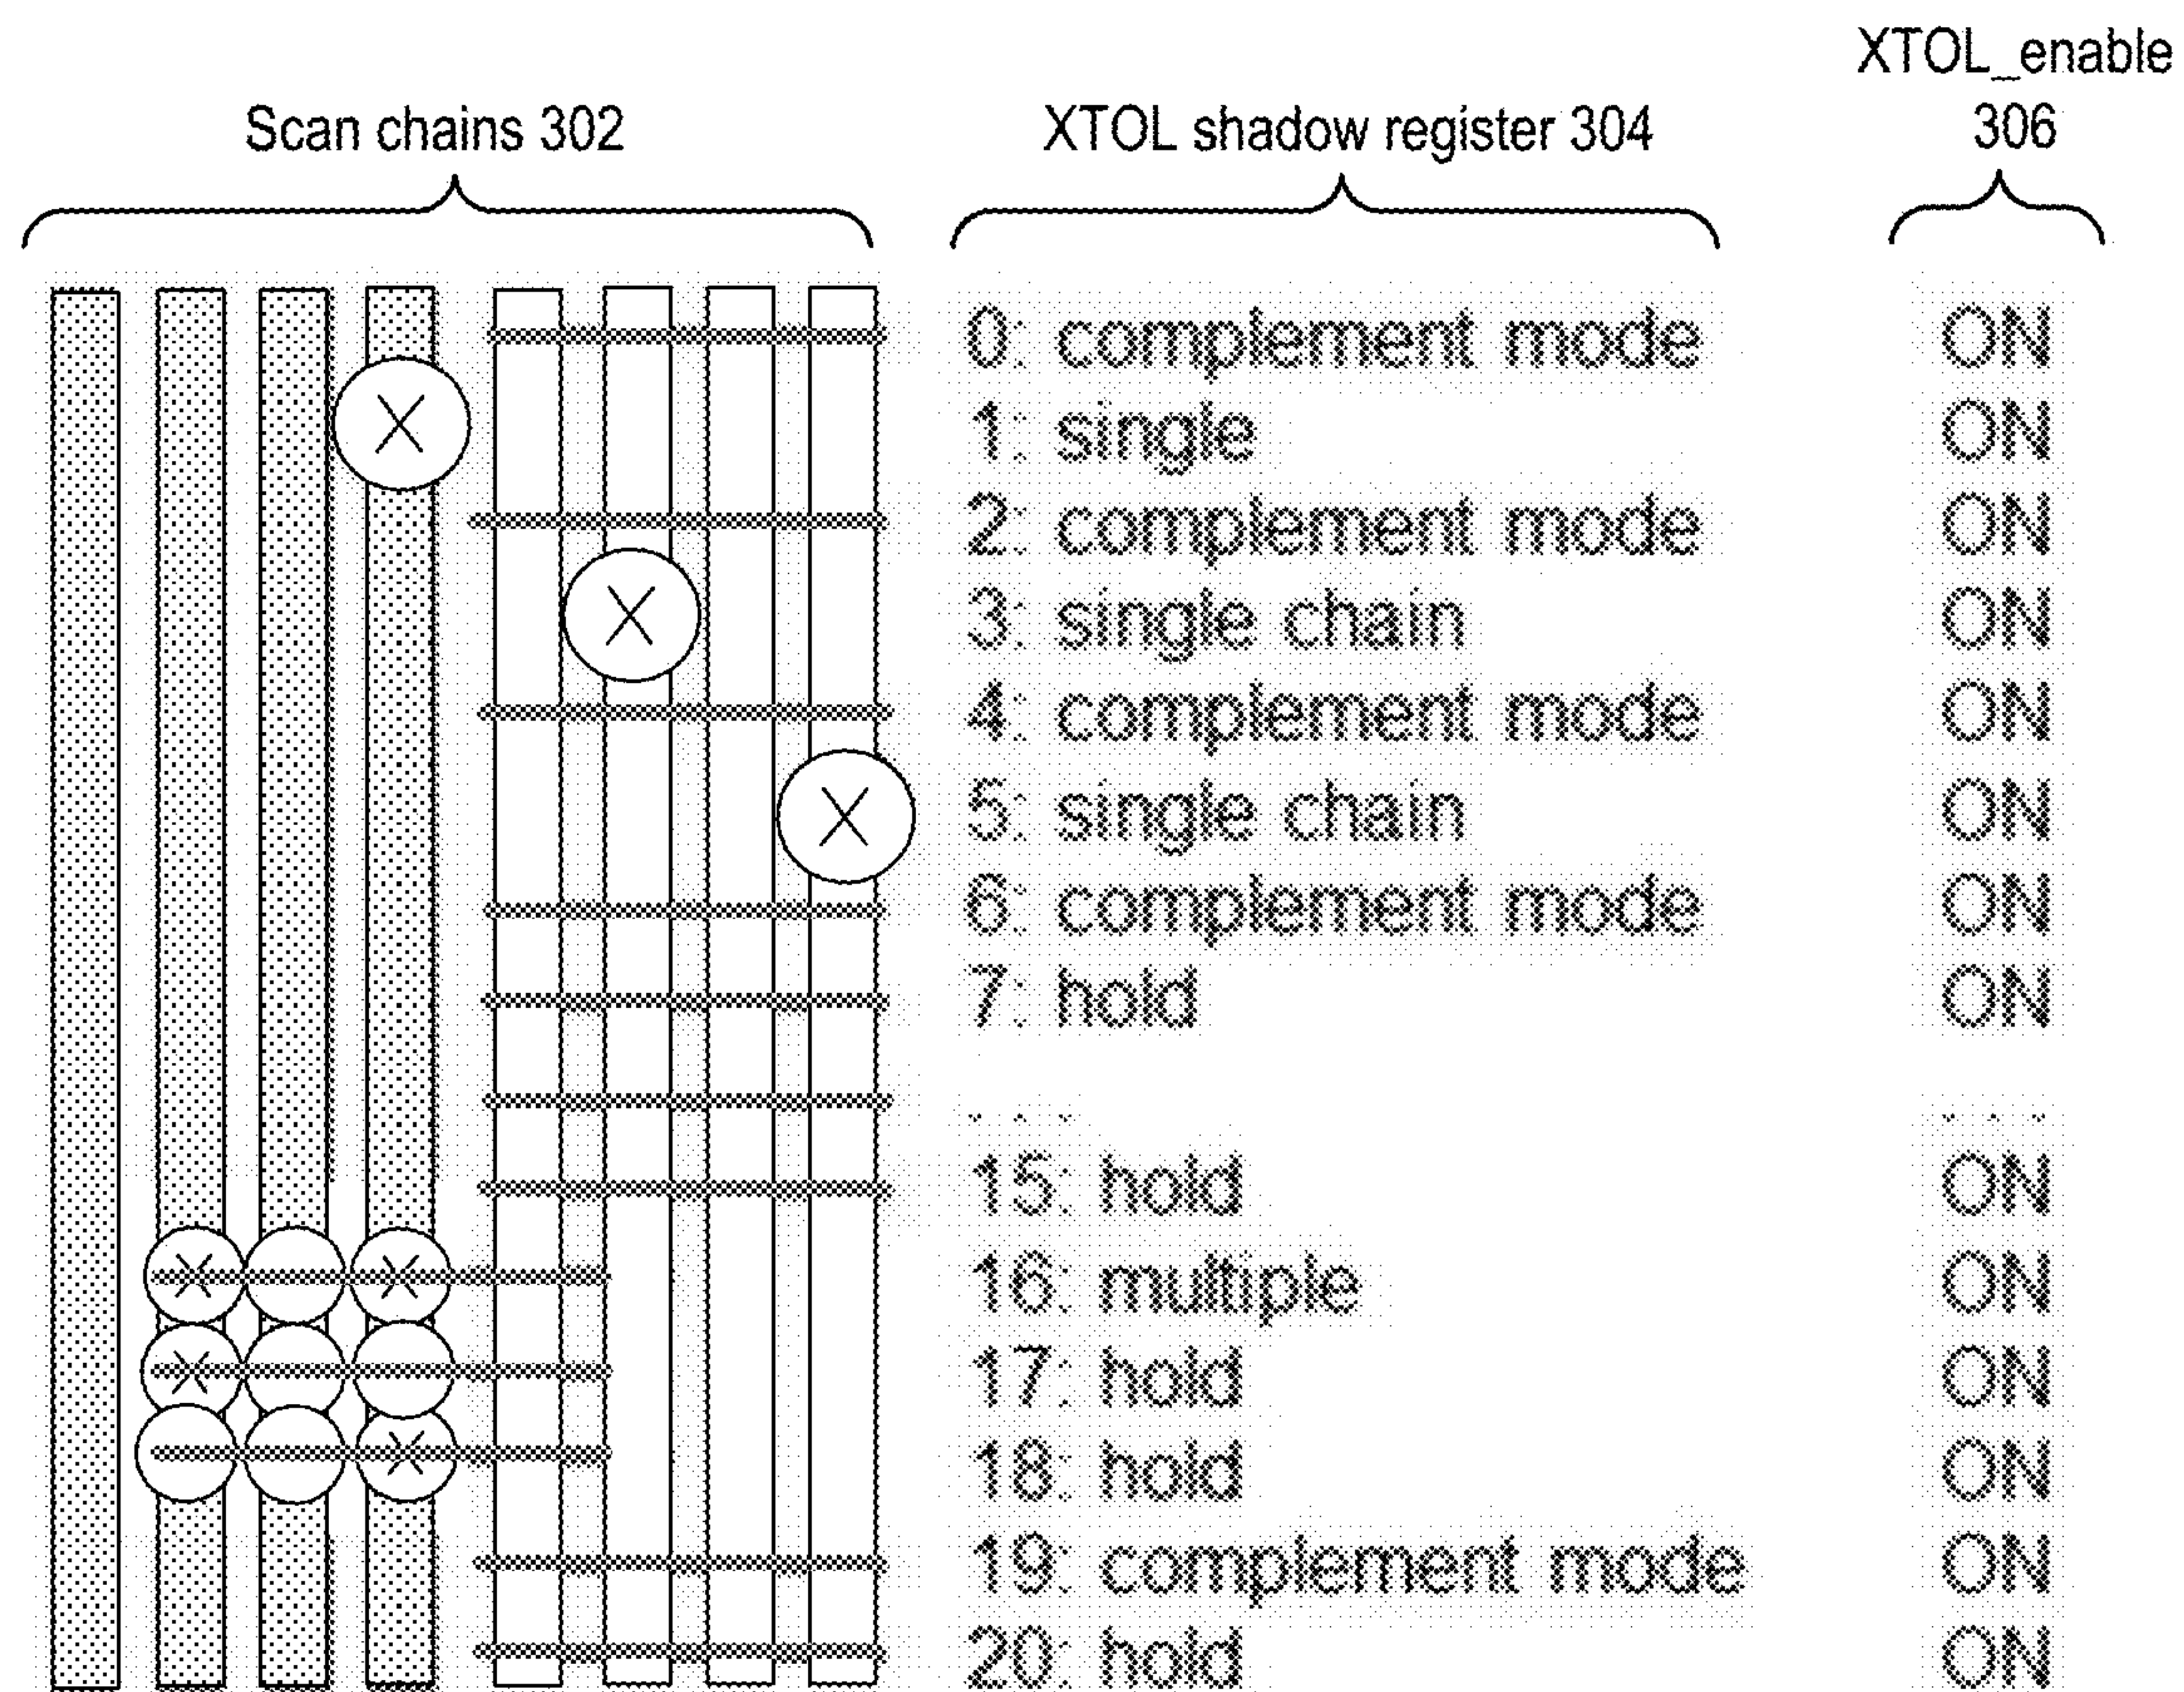 XTOL_enable
Scan chains 302 XTOL shadow register 304 306
0: complement mode ON
X
1: single ON
2: complement mode ON
X
3: single chain ON
4: complement mode ON
X
5: single chain ON
6: complement mode ON
7: hold ON
... ...
15: hold ON
X X
16: multiple ON
X
17: hold ON
X
18: hold ON
19: complement mode ON
20: hold ON